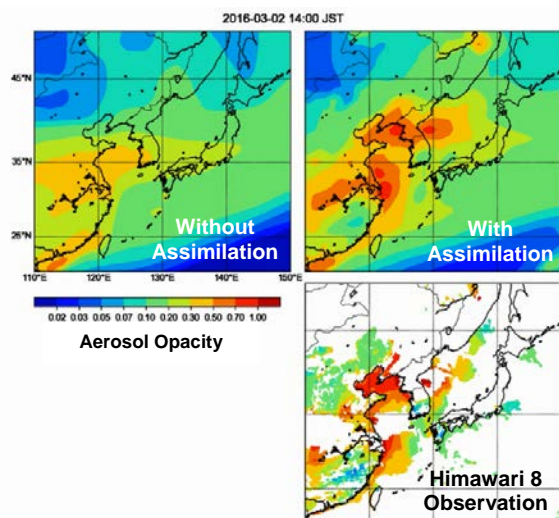 2016-03-02 14:00 JST
45°N
35°N
25°N
110°E 120°E 130°E 140°E 150°E
Without
Assimilation
With
Assimilation
0.02 0.03 0.05 0.07 0.10 0.20 0.30 0.50 0.70 1.00
Aerosol Opacity
Himawari 8
Observation